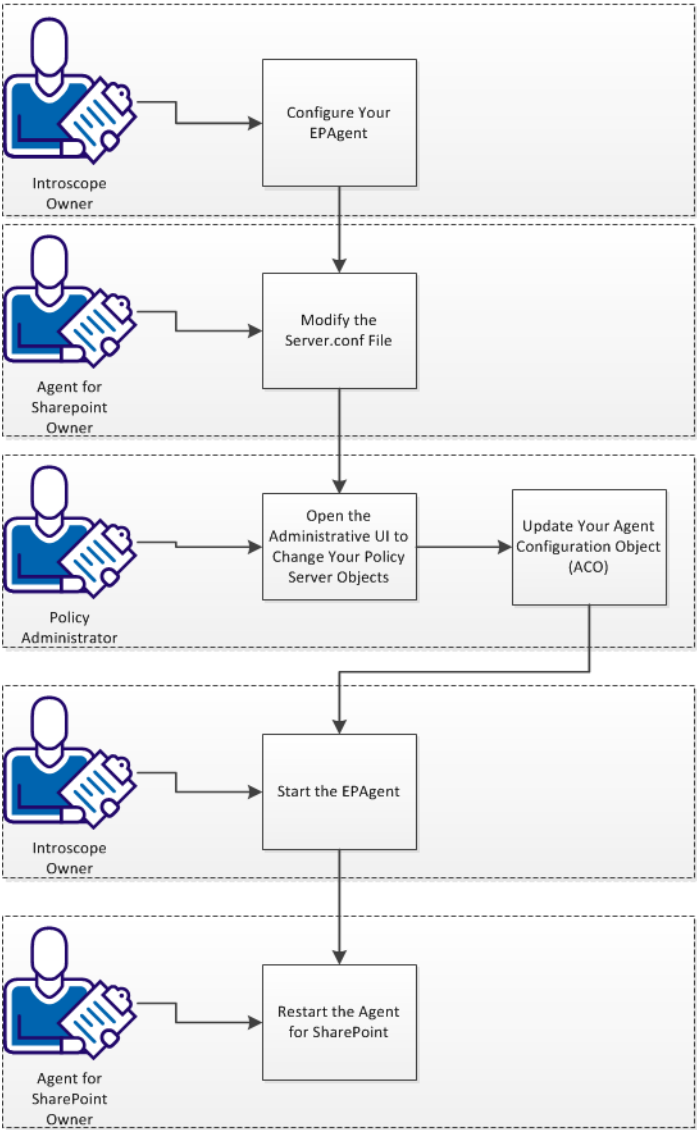 Configure Your
EPAgent
Introscope
Owner
Modify the
Server.conf File
Agent for
Sharepoint
Owner
Open the
Administrative UI to
Change Your Policy
Server Objects
Update Your Agent
Configuration Object
(ACO)
Policy
Administrator
Start the EPAgent
Introscope
Owner
Restart the Agent
for SharePoint
Agent for
SharePoint
Owner